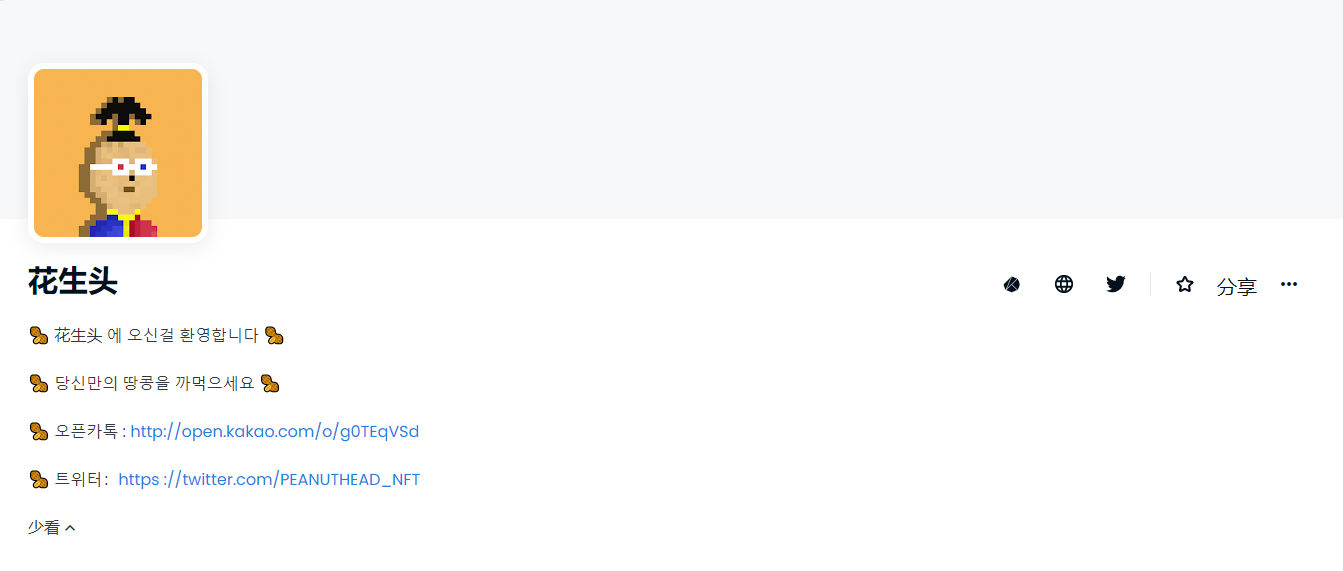 花生头
分享
花生头 에 오신걸 환영합니다
당신만의 땅콩을 까먹으세요
오픈카톡 : http://open.kakao.com/o/g0TEqVSd
트위터: https ://twitter.com/PEANUTHEAD_NFT
少看